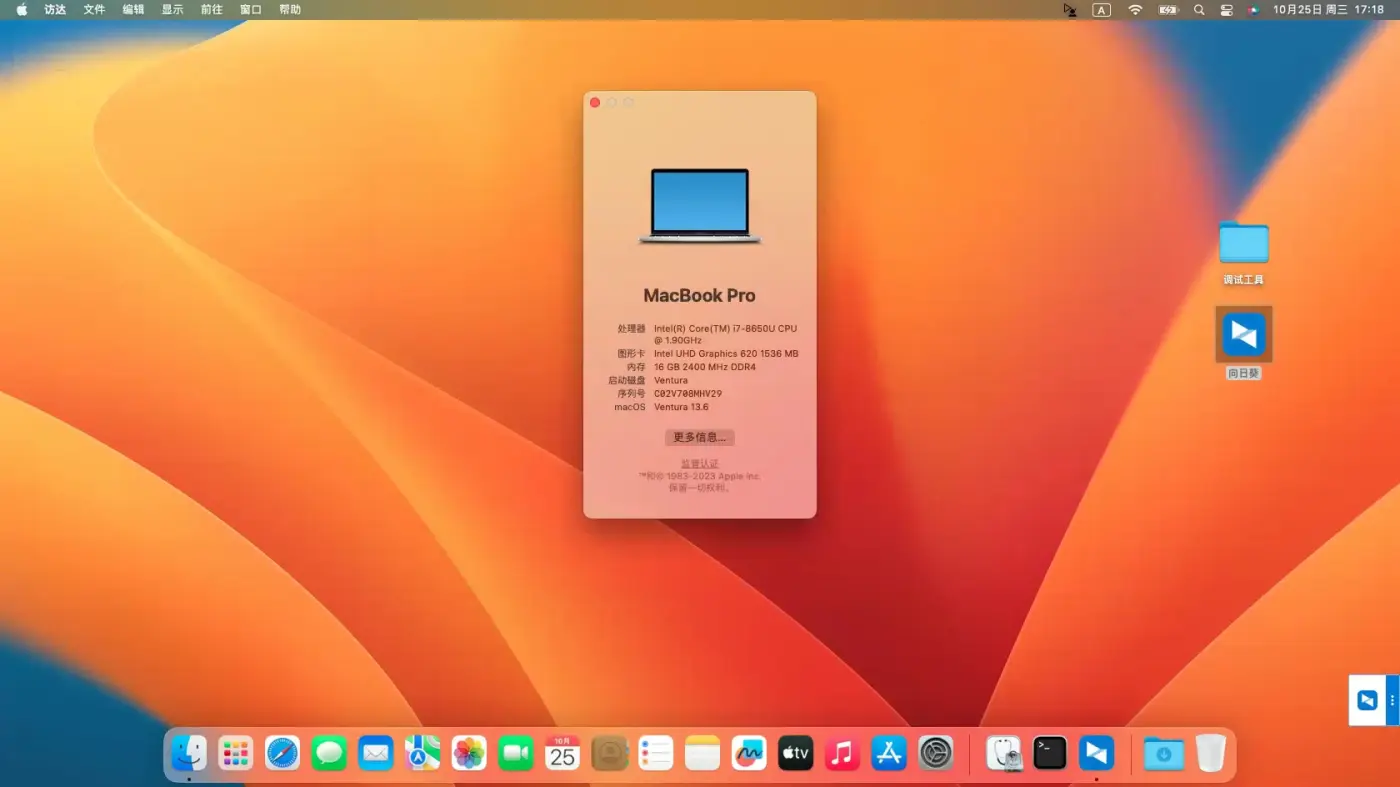 访达 文件 编辑 显示 前往 窗口 帮助 A 10月25日 周三 17:18
MacBook Pro
处理器 Intel(R) Core(TM) i7-8650U CPU
@ 1.90GHz
图形卡 Intel UHD Graphics 620 1536 MB
内存 16 GB 2400 MHz DDR4
启动磁盘 Ventura
序列号 C02V708MHV29
macOS Ventura 13.6
更多信息...
监管认证
™和© 1983-2023 Apple Inc.
保留一切权利。
调试工具
向日葵
10月
25
tv
>_